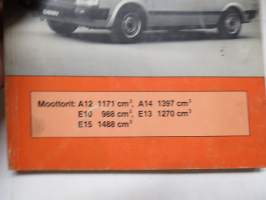 Moottorit: A12 1171 cm³, A14 1397 cm³
E10 988 cm³, E13 1270 cm³
E15 1488 cm³